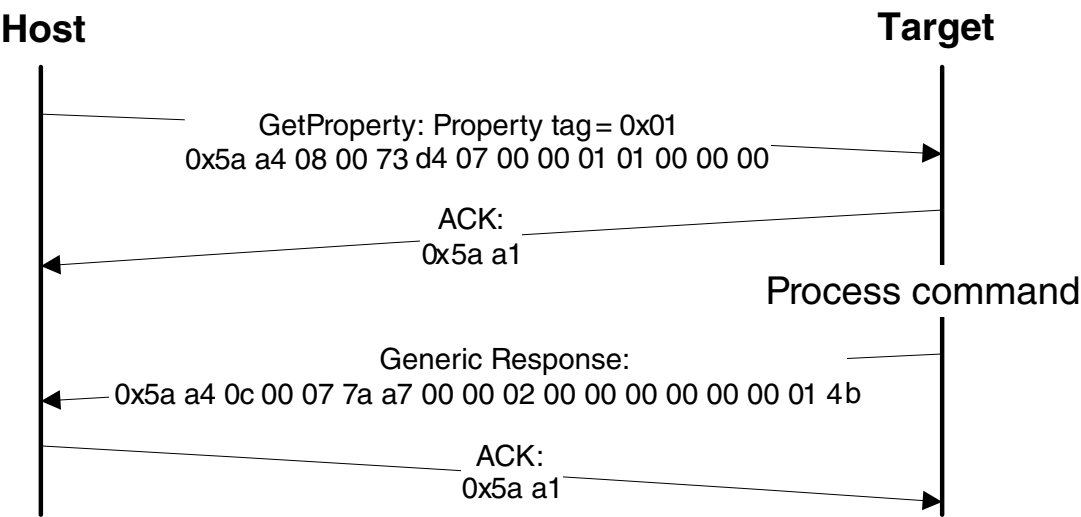 Host
Target
GetProperty: Property tag = 0x01
0x5a a4 08 00 73 d4 07 00 00 01 01 00 00 00
ACK:
0x5a a1
Process command
Generic Response:
0x5a a4 0c 00 07 7a a7 00 00 02 00 00 00 00 00 00 01 4b
ACK:
0x5a a1